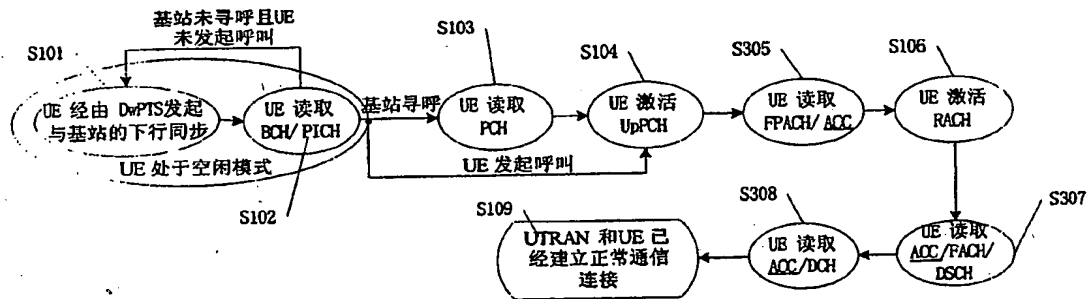 基站未寻呼且UE
未发起呼叫
S101
S103
S104
S305
S106
UE 经由 DwPTS发起
与基站的下行同步
UE 读取
BCH/ PICH
基站寻呼
UE 读取
PCH
UE 激活
UpPCH
UE 读取
FPACH/ ACC
UE 激活
RACH
UE 处于空闲模式
UE 发起呼叫
S102
S109
S308
S307
UTRAN 和UE 已
经建立正常通信
连接
UE 读取
ACC/DCH
UE 读取
ACC/FACH/
DSCH